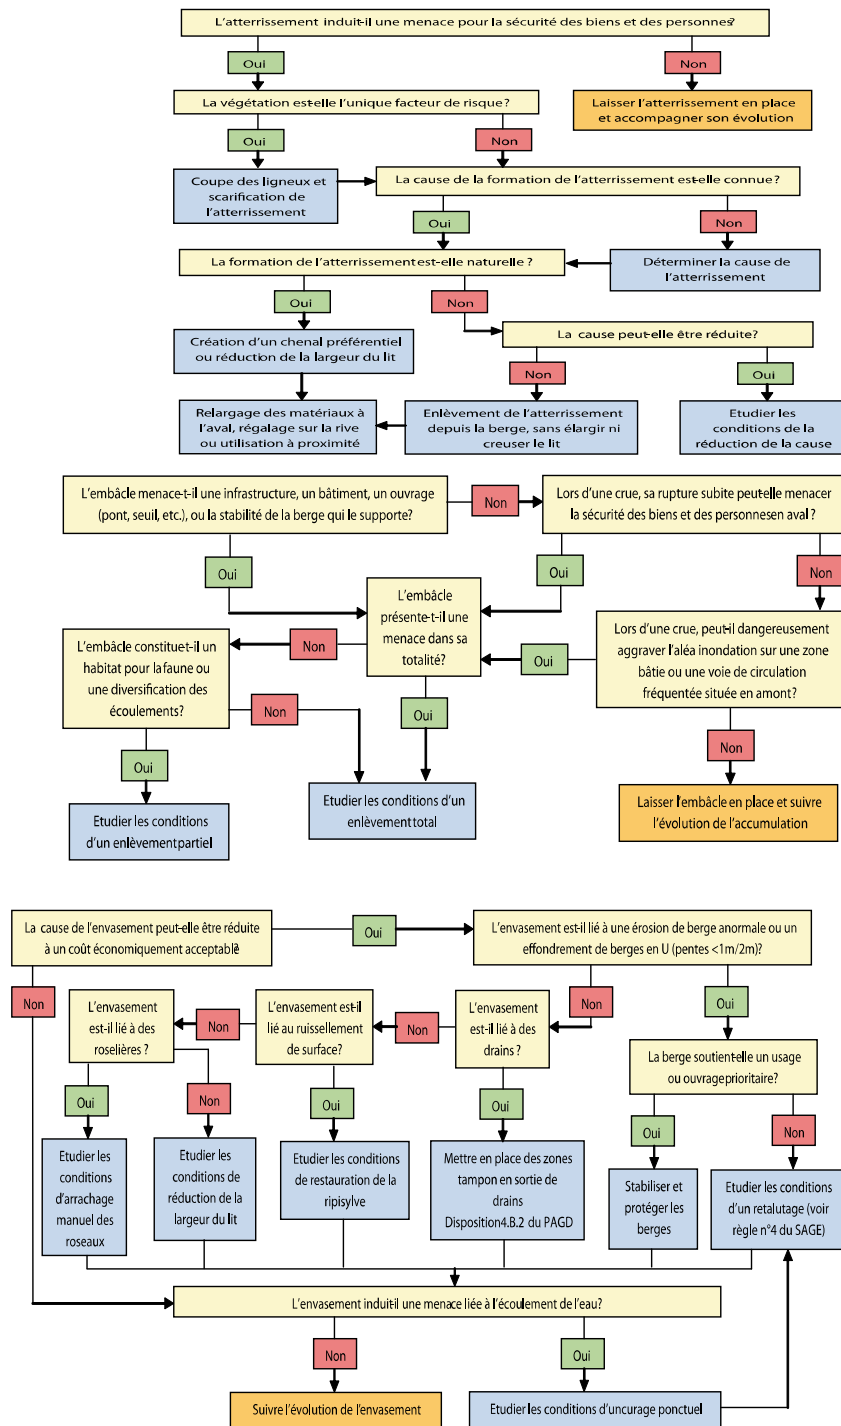 L'atterrissement induit-il une menace pour la sécurité des biens et des personnes?
Oui
Non
La végétation est-elle l'unique facteur de risque?
Laisser l'atterrissement en place
et accompagner son évolution
Oui
Non
Coupe des ligneux et
scarification de
l'atterrissement
La cause de la formation de l'atterrissement est-elle connue?
Oui
Non
La formation de l'atterrissement est-elle naturelle ?
Déterminer la cause de
l'atterrissement
Oui
Non
Création d'un chenal préférentiel
ou réduction de la largeur du lit
La cause peut-elle être réduite?
Non
Oui
Relargage des matériaux à
l'aval, régalage sur la rive
ou utilisation à proximité
Enlèvement de l'atterrissement
depuis la berge, sans élargir ni
creuser le lit
Etudier les
conditions de la
réduction de la cause
L'embâcle menace-t-il une infrastructure, un bâtiment, un ouvrage
(pont, seuil, etc.), ou la stabilité de la berge qui le supporte?
Non
Lors d'une crue, sa rupture subite peut-elle menacer
la sécurité des biens et des personnes en aval ?
Oui
Oui
Non
L'embâcle
présente-t-il une
menace dans sa
totalité?
Lors d'une crue, peut-il dangereusement
aggraver l'aléa inondation sur une zone
bâtie ou une voie de circulation
fréquentée située en amont?
L'embâcle constitue-t-il un
habitat pour la faune ou
une diversification des
écoulements?
Non
Oui
Non
Oui
Non
Oui
Etudier les conditions
d'un enlèvement partiel
Etudier les conditions d'un
enlèvement total
Laisser l'embâcle en place et suivre
l'évolution de l'accumulation
La cause de l'envasement peut-elle être réduite
à un coût économiquement acceptable?
Oui
L'envasement est-il lié à une érosion de berge anormale ou un
effondrement de berges en U (pentes <1m/2m)?
Non
Non
Oui
L'envasement
est-il lié à des
roselières ?
Non
L'envasement est-il
lié au ruissellement
de surface?
Non
L'envasement
est-il lié à des
drains ?
La berge soutient-elle un usage
ou ouvrage prioritaire?
Oui
Non
Oui
Oui
Oui
Non
Etudier les
conditions
d'arrachage
manuel des
roseaux
Etudier les
conditions de
réduction de la
largeur du lit
Etudier les conditions
de restauration de la
ripisylve
Mettre en place des zones
tampon en sortie de
drains
Disposition 4.B.2 du PAGD
Stabiliser et
protéger les
berges
Etudier les conditions
d'un retalutage (voir
règle n°4 du SAGE)
L'envasement induit-il une menace liée à l'écoulement de l'eau?
Non
Oui
Suivre l'évolution de l'envasement
Etudier les conditions d'un curage ponctuel